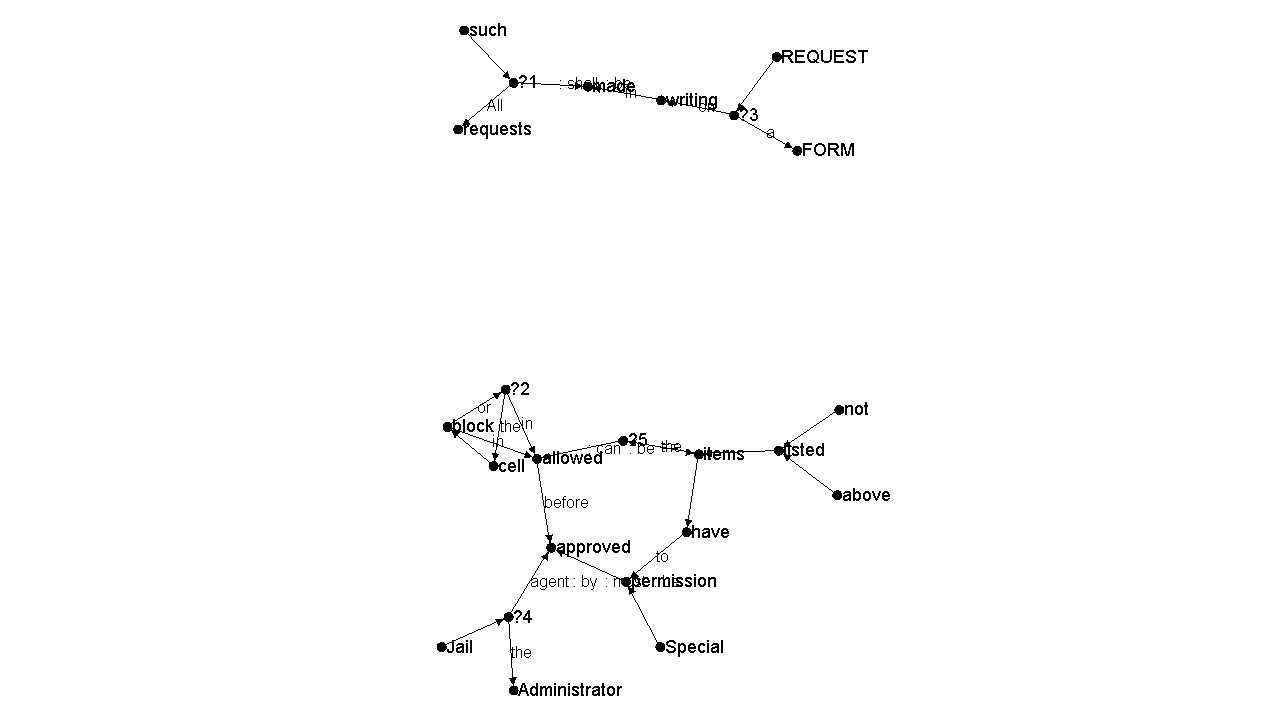 such
REQUEST
?1 : shall : be made
in
writing
on
?3
All
a
requests
FORM
?2
or
not
block the in
?5
in
can : be the
items
listed
allowed
cell
above
before
have
approved
to
agent : by : permission
?4
Jail
the
Special
Administrator